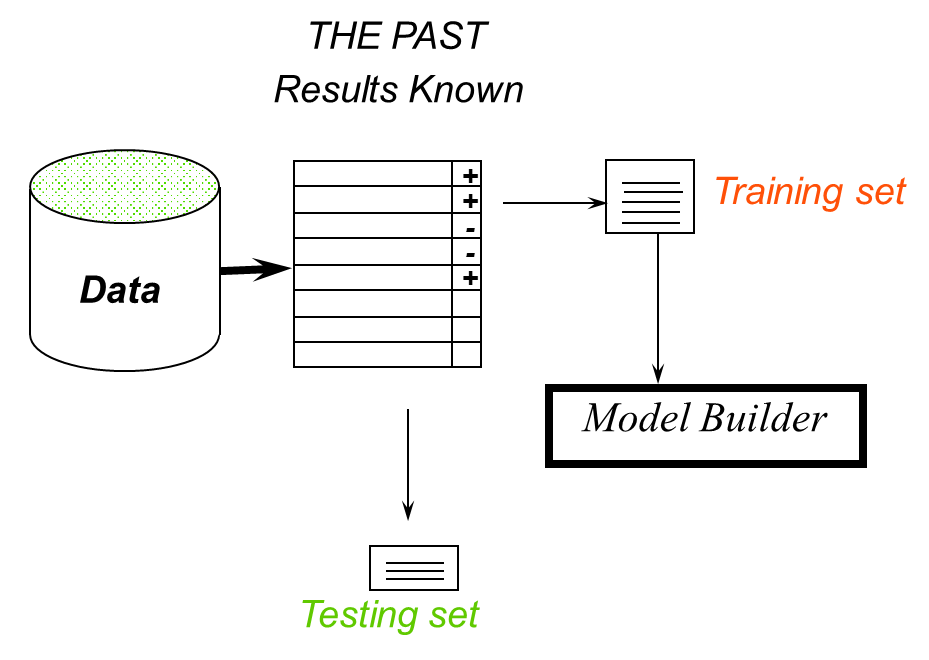 THE PAST
Results Known
+
+
-
-
+
Training set
Data
Model Builder
Testing set